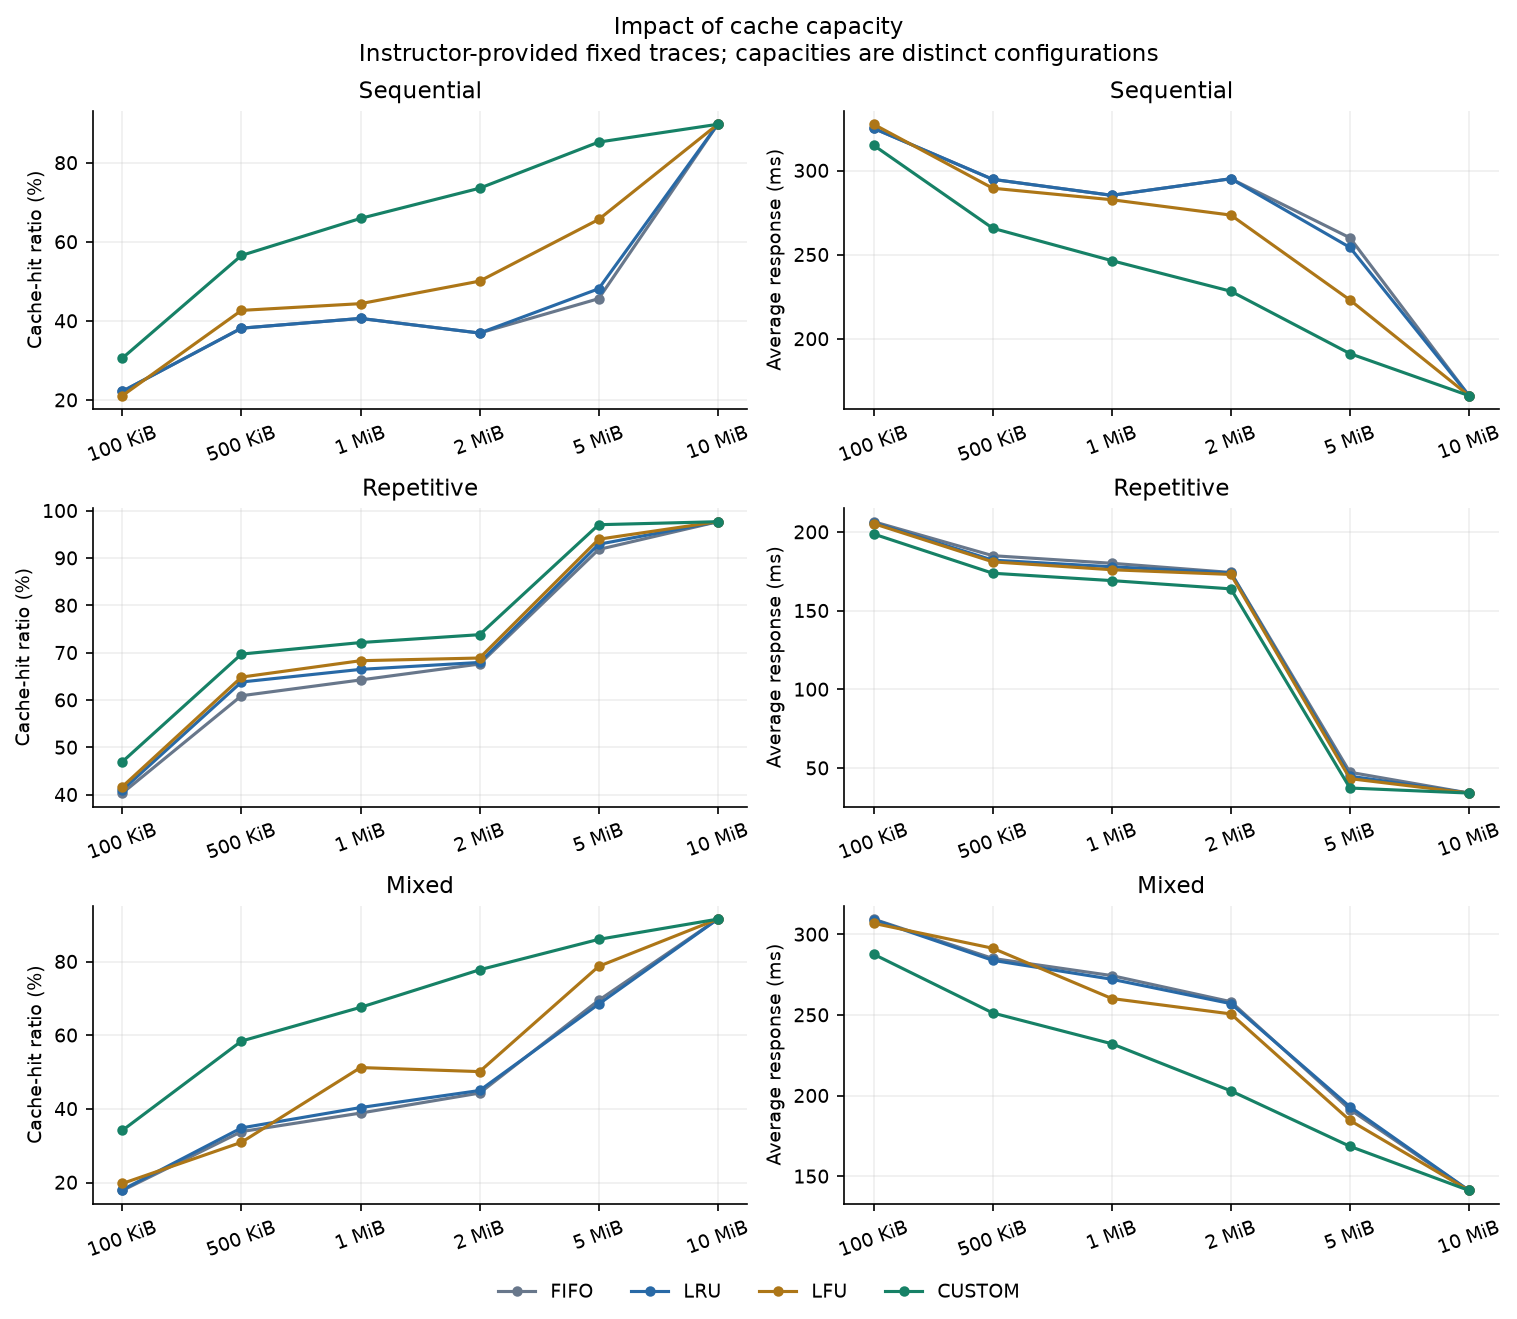 Impact of cache capacity
Instructor-provided fixed traces; capacities are distinct configurations
Sequential
Cache-hit ratio (%)
80
60
40
20
100 KiB 500 KiB 1 MiB 2 MiB 5 MiB 10 MiB
Sequential
Average response (ms)
300
250
200
100 KiB 500 KiB 1 MiB 2 MiB 5 MiB 10 MiB
Repetitive
Cache-hit ratio (%)
100
90
80
70
60
50
40
100 KiB 500 KiB 1 MiB 2 MiB 5 MiB 10 MiB
Repetitive
Average response (ms)
200
150
100
50
100 KiB 500 KiB 1 MiB 2 MiB 5 MiB 10 MiB
Mixed
Cache-hit ratio (%)
80
60
40
20
100 KiB 500 KiB 1 MiB 2 MiB 5 MiB 10 MiB
Mixed
Average response (ms)
300
250
200
150
100 KiB 500 KiB 1 MiB 2 MiB 5 MiB 10 MiB
FIFO LRU LFU CUSTOM